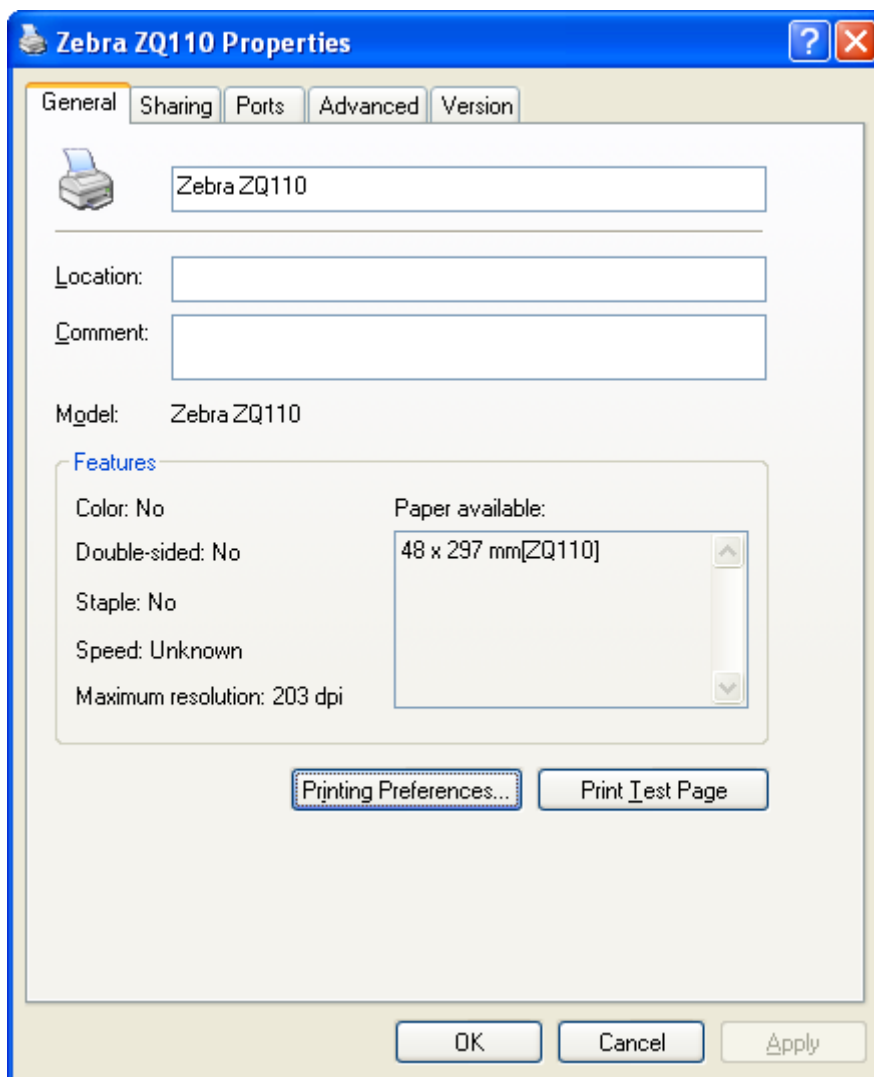 Zebra ZQ110 Properties
General Sharing Ports Advanced Version
Zebra ZQ110
Location:
Comment:
Model: Zebra ZQ110
Features
Color: No
Paper available:
Double-sided: No
48 x 297 mm[ZQ110]
Staple: No
Speed: Unknown
Maximum resolution: 203 dpi
Printing Preferences... Print Test Page
OK Cancel Apply